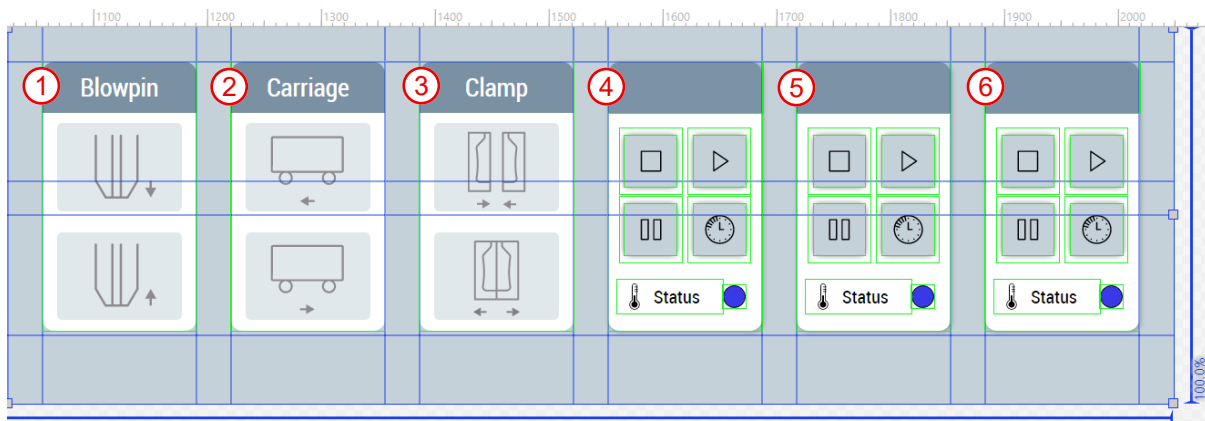 1100 1200 1300 1400 1500 1600 1700 1800 1900 2000
1 Blowpin 2 Carriage 3 Clamp 4 5 6
Status Status Status
100.0%